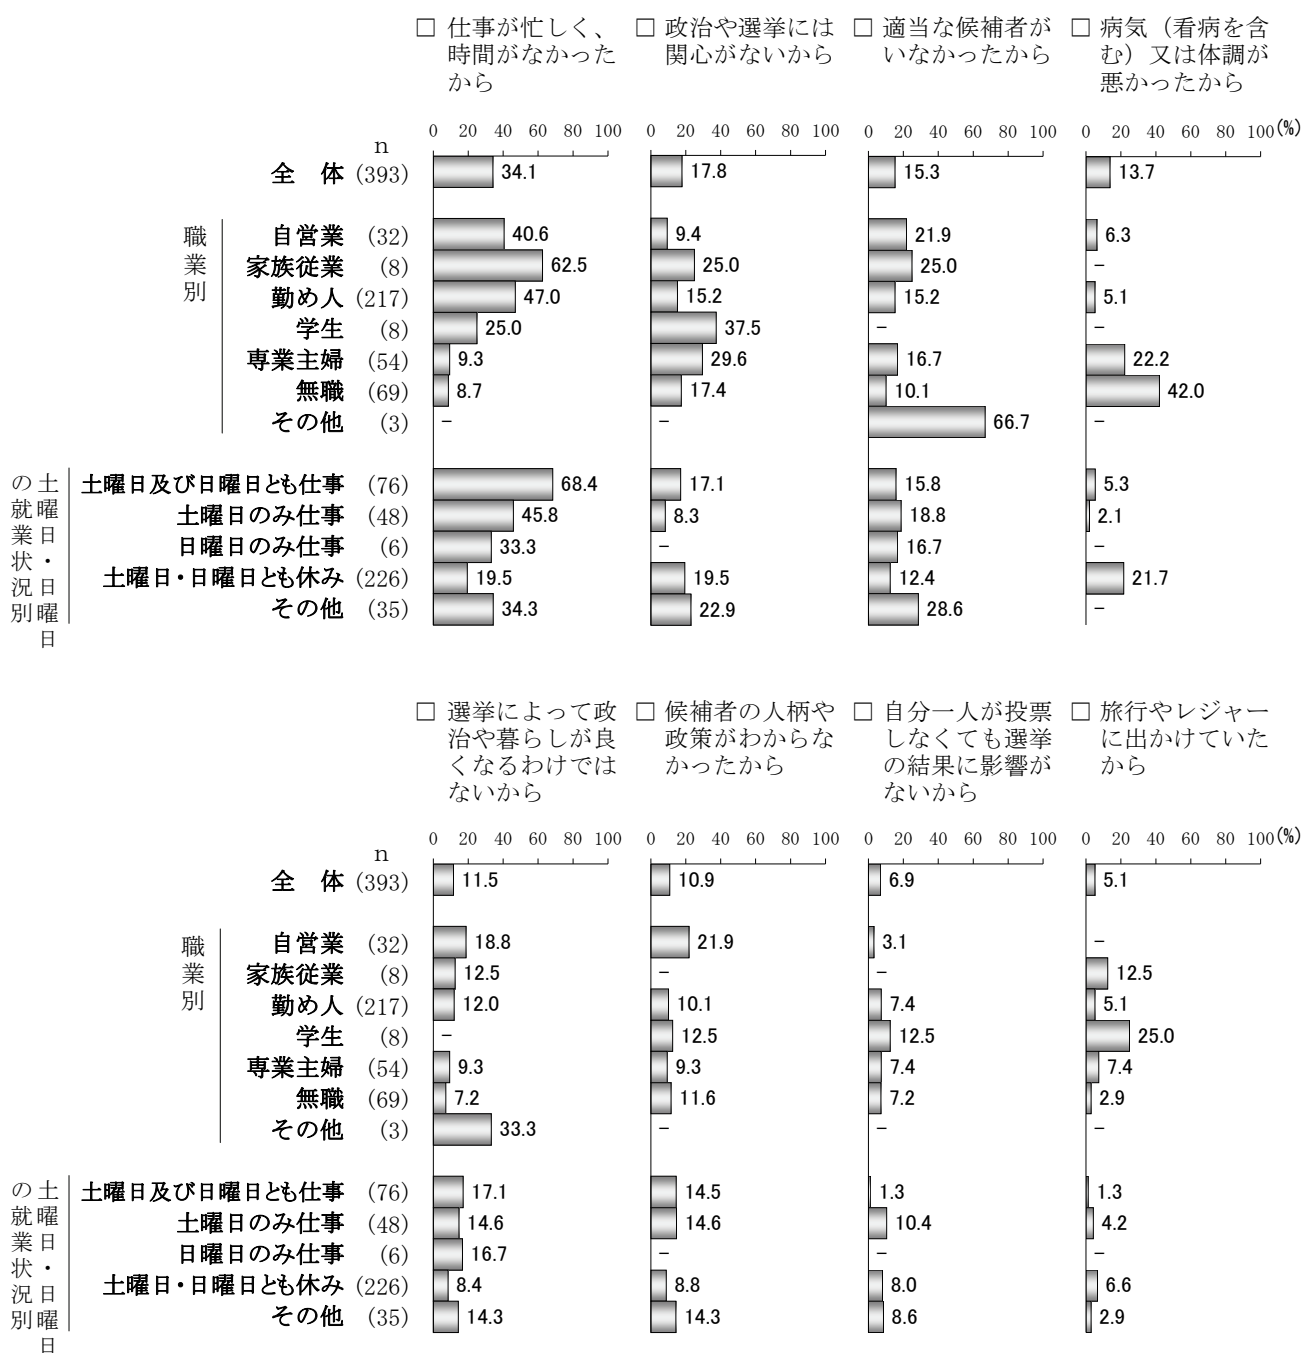 □ 仕事が忙しく、時間がなかったから
□ 政治や選挙には関心がないから
□ 適当な候補者がいなかったから
□ 病気（看病を含む）又は体調が悪かったから
0 20 40 60 80 100 0 20 40 60 80 100 0 20 40 60 80 100 0 20 40 60 80 100(%)
n
全　体 (393) 34.1 17.8 15.3 13.7
職業別
自営業 (32) 40.6 9.4 21.9 6.3
家族従業 (8) 62.5 25.0 25.0 −
勤め人 (217) 47.0 15.2 15.2 5.1
学生 (8) 25.0 37.5 − −
専業主婦 (54) 9.3 29.6 16.7 22.2
無職 (69) 8.7 17.4 10.1 42.0
その他 (3) − − 66.7 −
土曜日・日曜日の就業状況別
土曜日及び日曜日とも仕事 (76) 68.4 17.1 15.8 5.3
土曜日のみ仕事 (48) 45.8 8.3 18.8 2.1
日曜日のみ仕事 (6) 33.3 − 16.7 −
土曜日・日曜日とも休み (226) 19.5 19.5 12.4 21.7
その他 (35) 34.3 22.9 28.6 −
□ 選挙によって政治や暮らしが良くなるわけではないから
□ 候補者の人柄や政策がわからなかったから
□ 自分一人が投票しなくても選挙の結果に影響がないから
□ 旅行やレジャーに出かけていたから
0 20 40 60 80 100 0 20 40 60 80 100 0 20 40 60 80 100 0 20 40 60 80 100(%)
n
全　体 (393) 11.5 10.9 6.9 5.1
職業別
自営業 (32) 18.8 21.9 3.1 −
家族従業 (8) 12.5 − − 12.5
勤め人 (217) 12.0 10.1 7.4 5.1
学生 (8) − 12.5 12.5 25.0
専業主婦 (54) 9.3 9.3 7.4 7.4
無職 (69) 7.2 11.6 7.2 2.9
その他 (3) 33.3 − − −
土曜日・日曜日の就業状況別
土曜日及び日曜日とも仕事 (76) 17.1 14.5 1.3 1.3
土曜日のみ仕事 (48) 14.6 14.6 10.4 4.2
日曜日のみ仕事 (6) 16.7 − − −
土曜日・日曜日とも休み (226) 8.4 8.8 8.0 6.6
その他 (35) 14.3 14.3 8.6 2.9